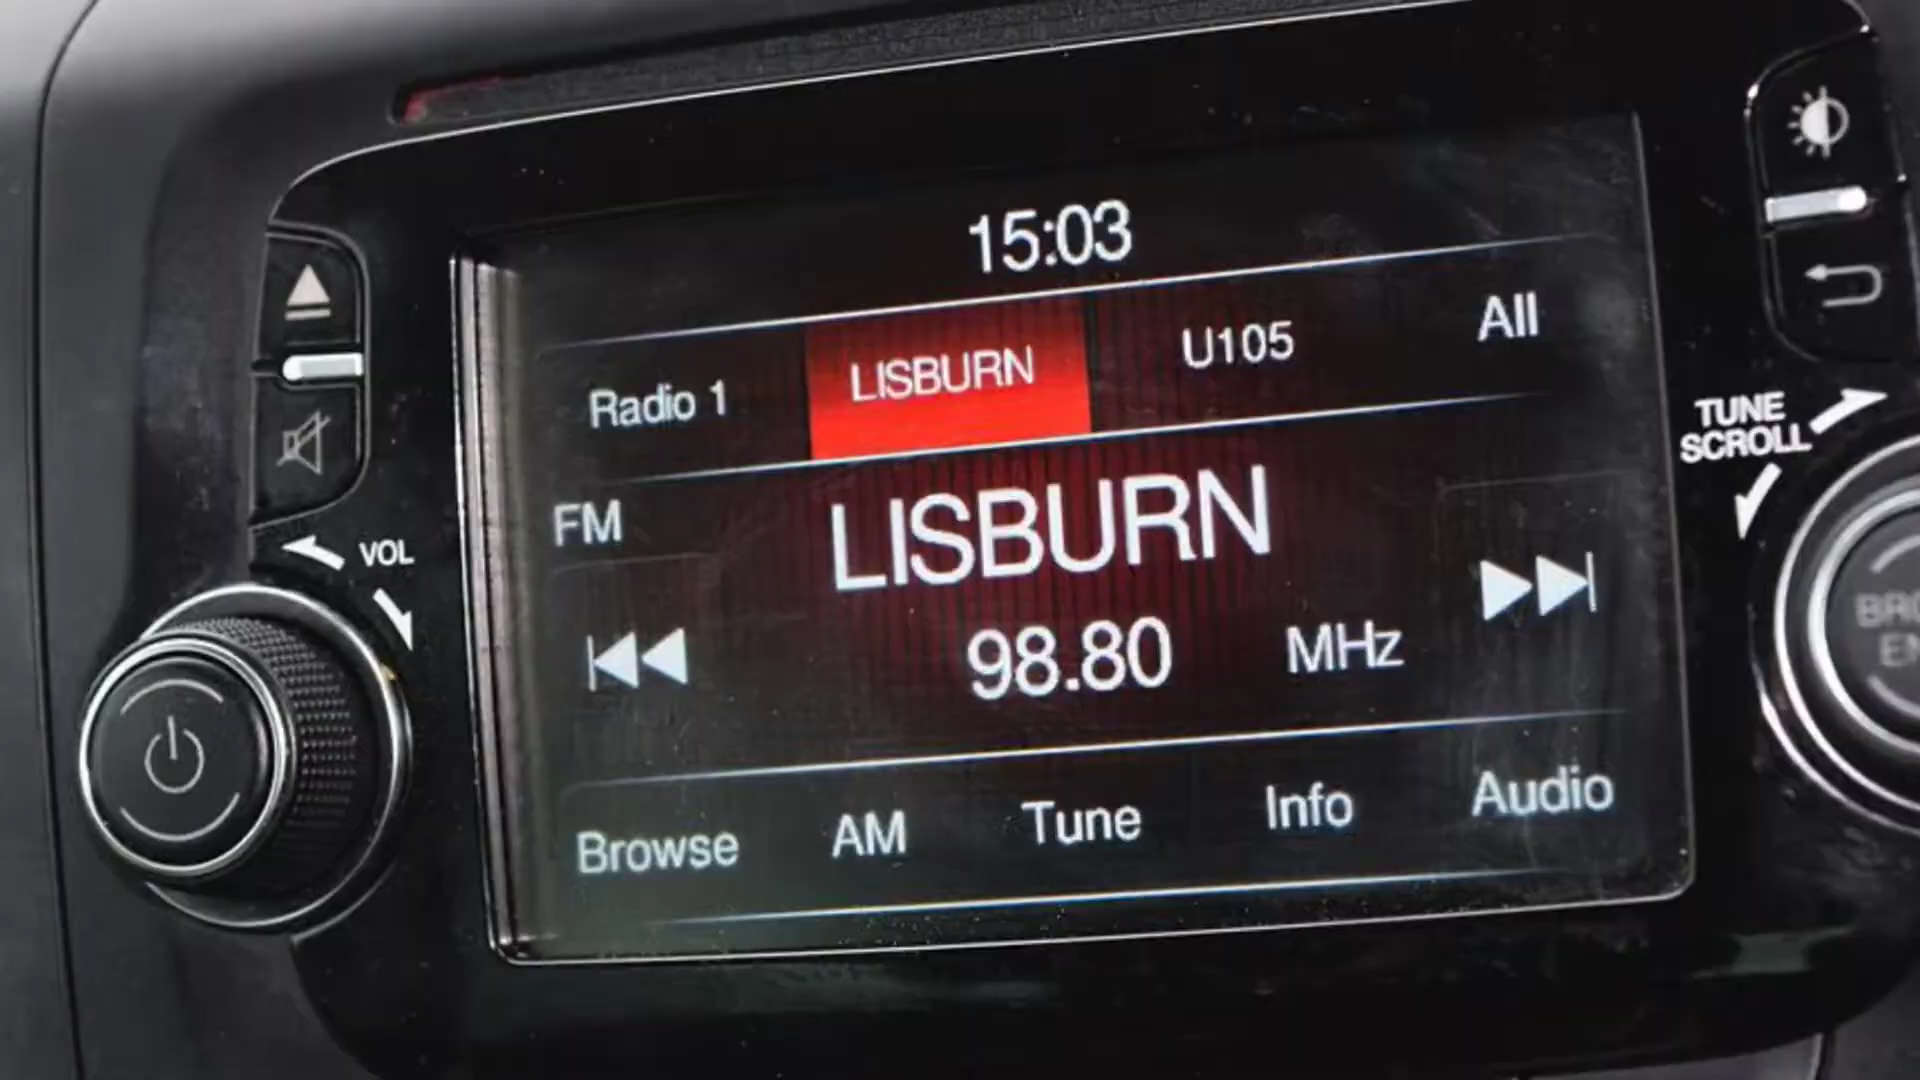 15:03
Radio 1 LISBURN U105 All
TUNE
SCROLL
FM LISBURN
VOL
98.80 MHz
Browse AM Tune Info Audio